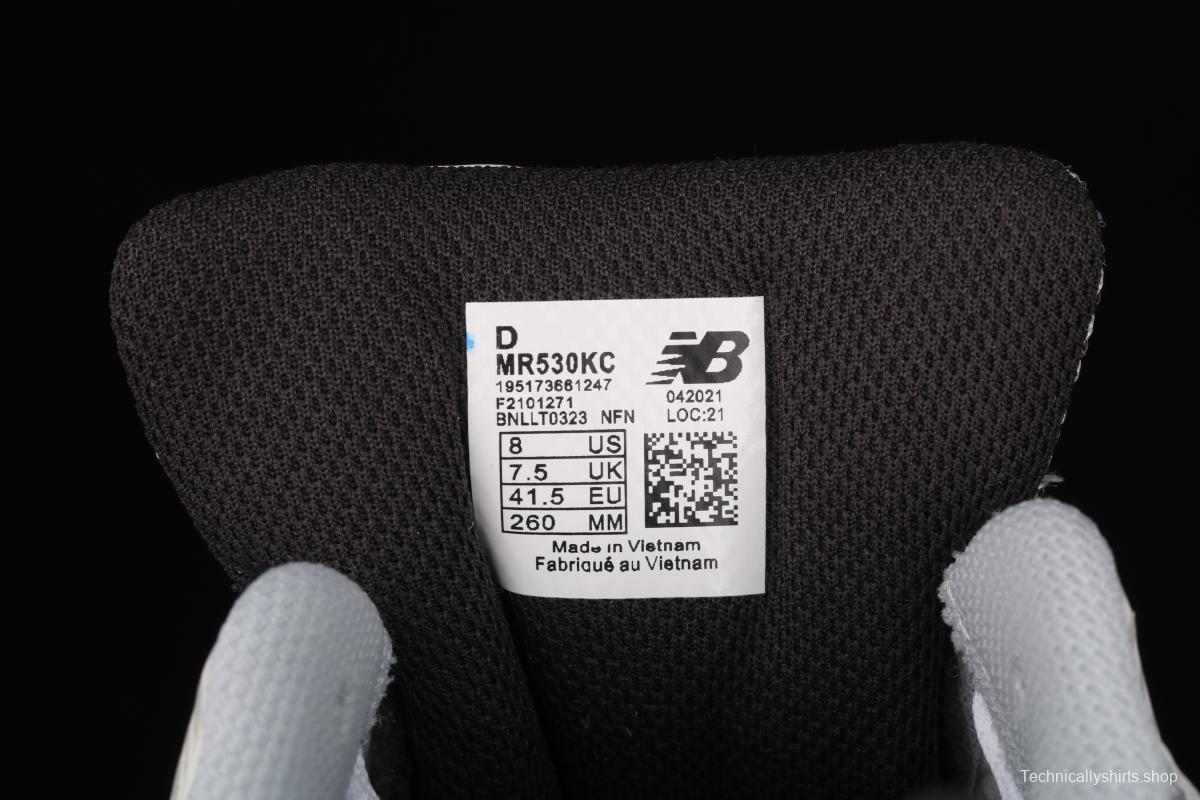 D
MR530KC
195173661247
F2101271
BNLLT0323 NFN
NB
042021
LOC:21
8 US
7.5 UK
41.5 EU
260 MM
Made in Vietnam
Fabriqué au Vietnam
Technicallyshirts.shop